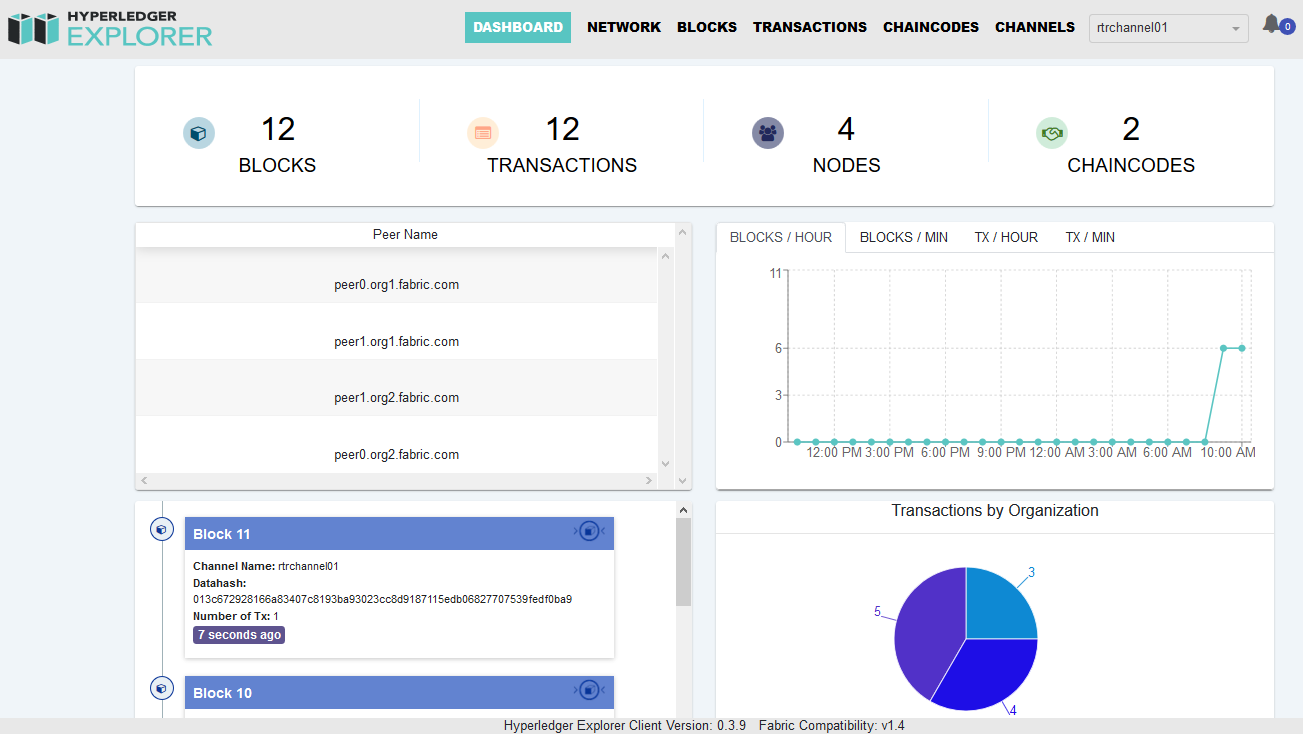 HYPERLEDGER
EXPLORER
DASHBOARD NETWORK BLOCKS TRANSACTIONS CHAINCODES CHANNELS rtrchannel01 0
12
BLOCKS
12
TRANSACTIONS
4
NODES
2
CHAINCODES
Peer Name
peer0.org1.fabric.com
peer1.org1.fabric.com
peer1.org2.fabric.com
peer0.org2.fabric.com
BLOCKS / HOUR BLOCKS / MIN TX / HOUR TX / MIN
11
6
3
0
12:00 PM 3:00 PM 6:00 PM 9:00 PM 12:00 AM 3:00 AM 6:00 AM 10:00 AM
Block 11
Channel Name: rtrchannel01
Datahash:
013c672928166a83407c8193ba93023cc8d9187115edb06827707539fedf0ba9
Number of Tx: 1
7 seconds ago
Block 10
Transactions by Organization
3
5
4
Hyperledger Explorer Client Version: 0.3.9 Fabric Compatibility: v1.4